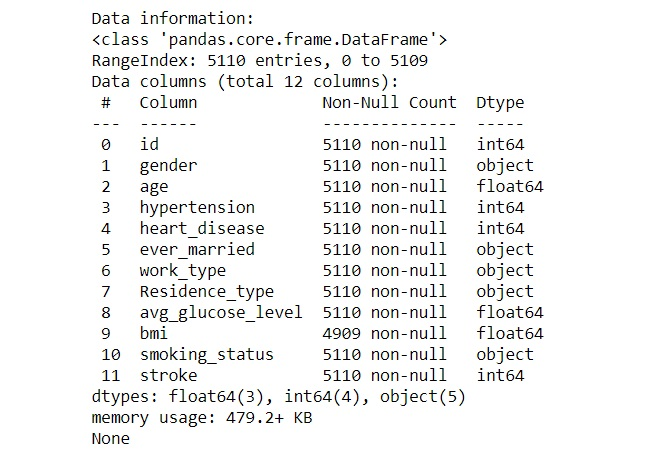 Data information:
<class 'pandas.core.frame.DataFrame'>
RangeIndex: 5110 entries, 0 to 5109
Data columns (total 12 columns):
 #   Column             Non-Null Count  Dtype
---  ------             --------------  -----
 0   id                 5110 non-null   int64
 1   gender             5110 non-null   object
 2   age                5110 non-null   float64
 3   hypertension       5110 non-null   int64
 4   heart_disease      5110 non-null   int64
 5   ever_married       5110 non-null   object
 6   work_type          5110 non-null   object
 7   Residence_type     5110 non-null   object
 8   avg_glucose_level  5110 non-null   float64
 9   bmi                4909 non-null   float64
 10  smoking_status     5110 non-null   object
 11  stroke             5110 non-null   int64
dtypes: float64(3), int64(4), object(5)
memory usage: 479.2+ KB
None